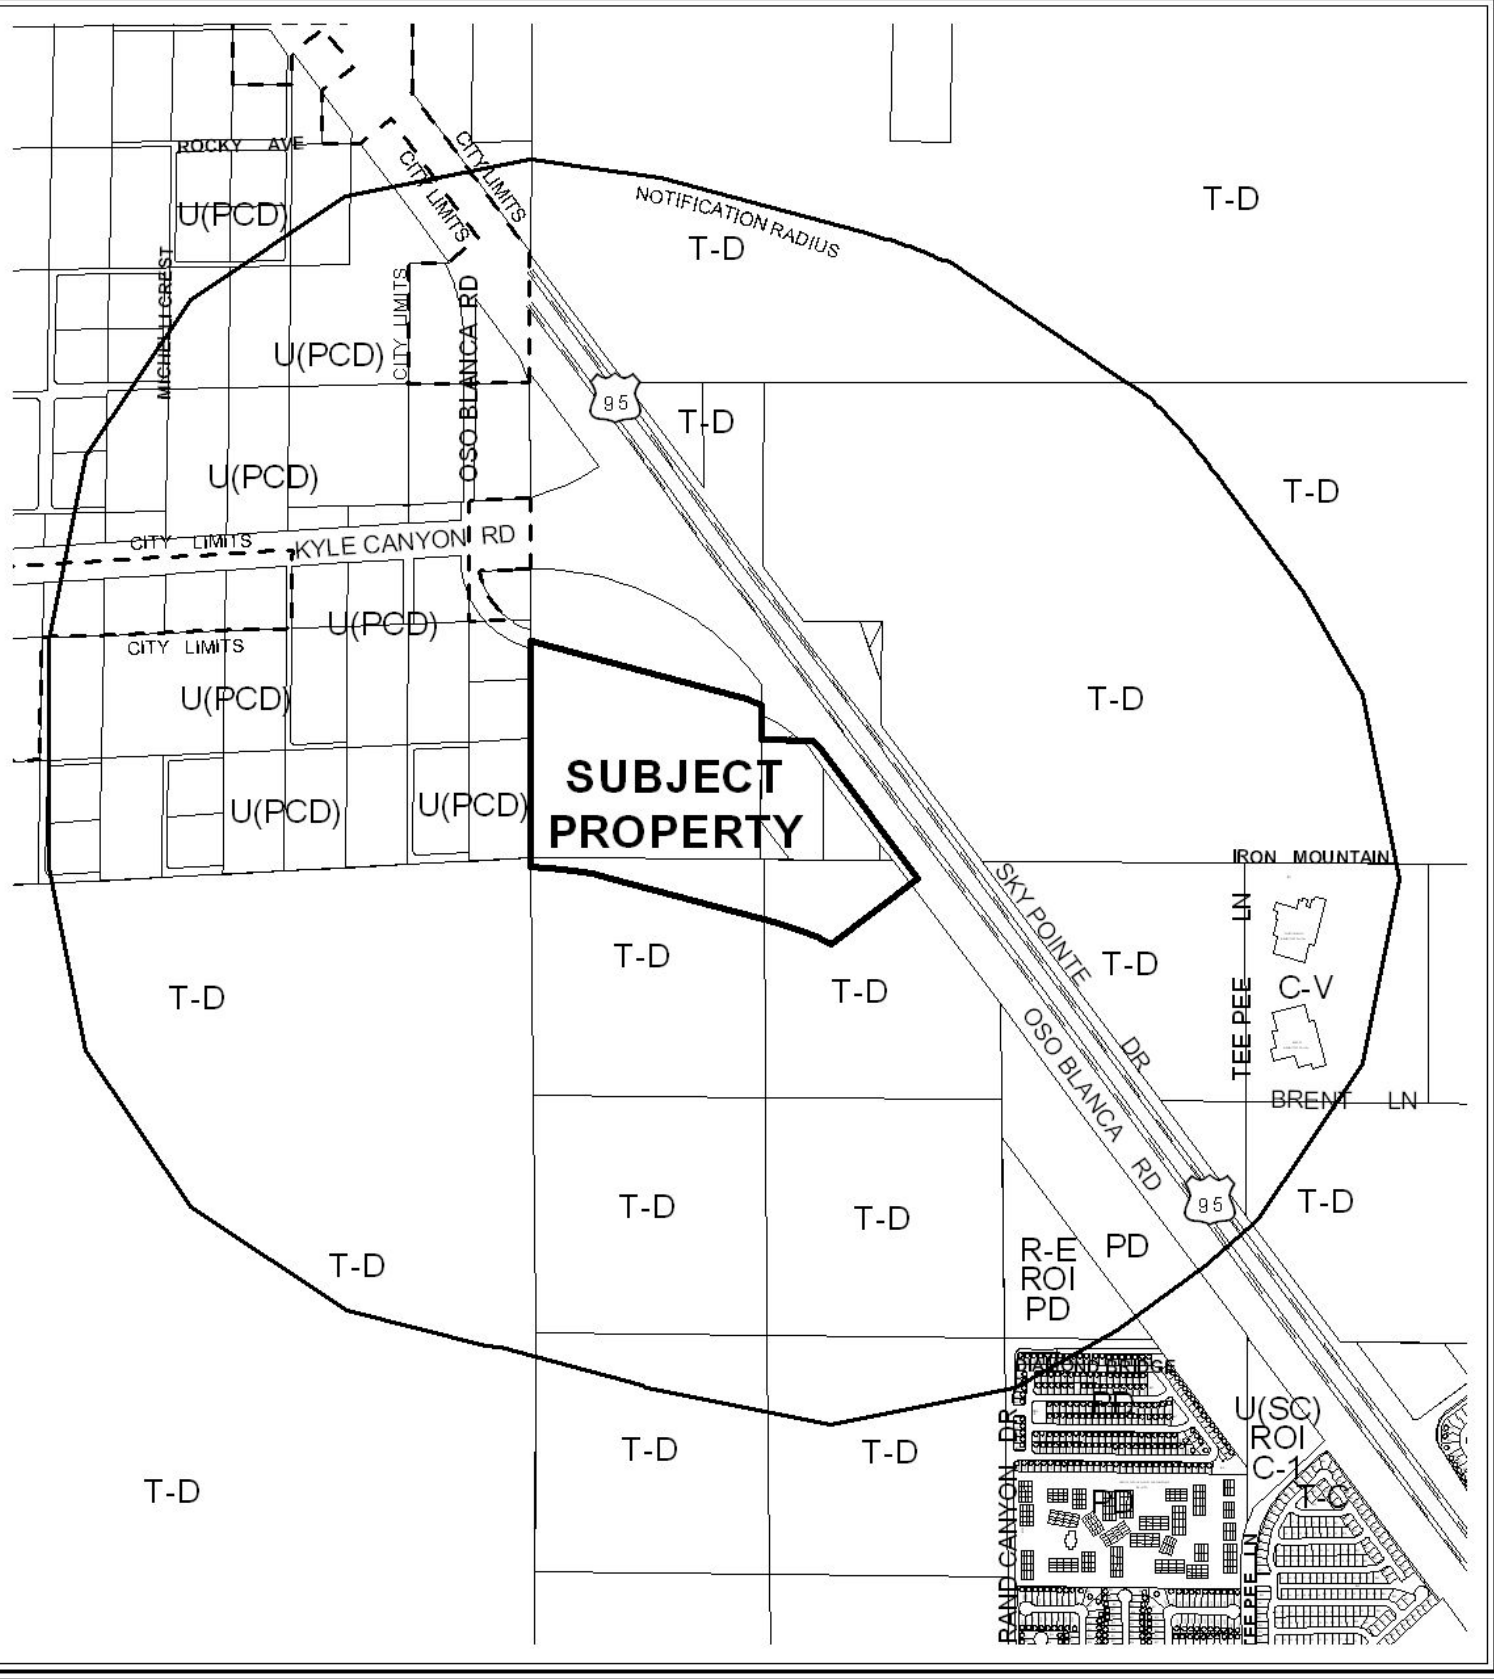 ROCKY AVE
CITY LIMITS
CITY LIMITS
T-D
U(PCD)
NOTIFICATION RADIUS
T-D
MICHELLI CREST
CITY LIMITS
OSO BLANCA RD
U(PCD)
95
T-D
U(PCD)
T-D
CITY LIMITS
KYLE CANYON RD
U(PCD)
CITY LIMITS
U(PCD)
T-D
SUBJECT
PROPERTY
U(PCD)
U(PCD)
IRON MOUNTAIN
SKY POINTE DR
TEE PEE LN
T-D
T-D
T-D
C-V
T-D
OSO BLANCA RD
BRENT LN
T-D
T-D
95
T-D
R-E
ROI
PD
PD
T-D
DIAMOND BRIDGE
PD
U(SC)
ROI
C-1
T-D
T-D
T-D
T-C
PD
RAND CANYON DR
EEPEE LN